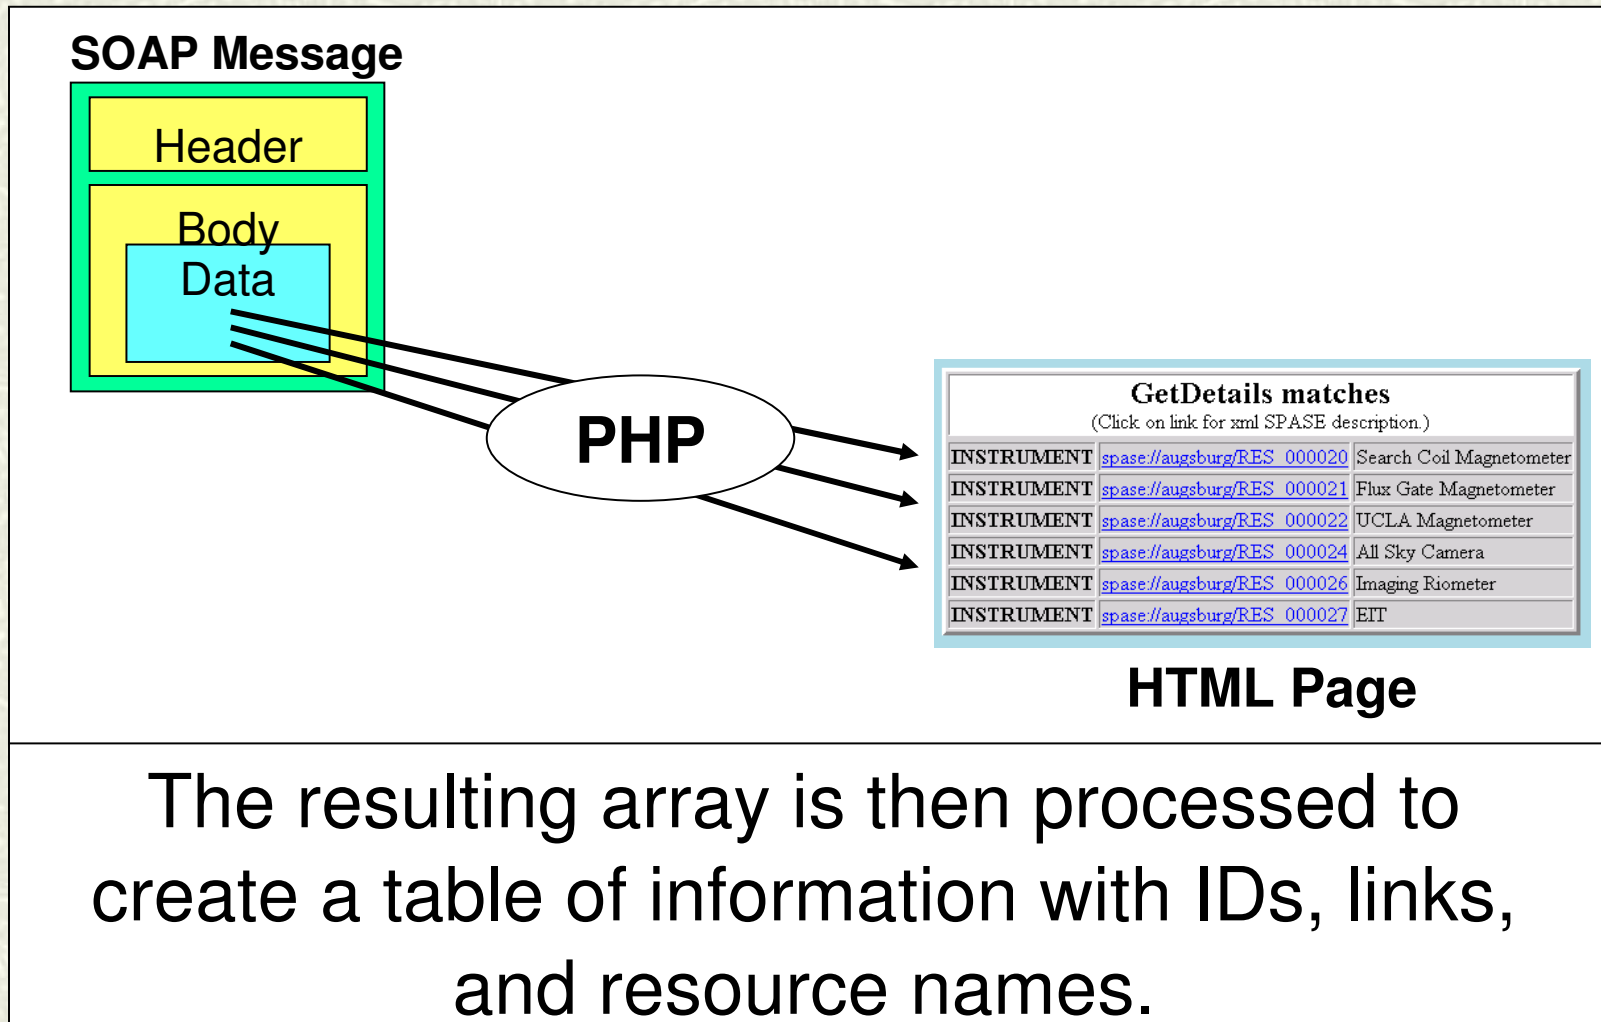 SOAP Message
Header
Body
Data
PHP
GetDetails matches
(Click on link for xml SPASE description.)
INSTRUMENT spase://augsburg/RES_000020 Search Coil Magnetometer
INSTRUMENT spase://augsburg/RES_000021 Flux Gate Magnetometer
INSTRUMENT spase://augsburg/RES_000022 UCLA Magnetometer
INSTRUMENT spase://augsburg/RES_000024 All Sky Camera
INSTRUMENT spase://augsburg/RES_000026 Imaging Riometer
INSTRUMENT spase://augsburg/RES_000027 EIT
HTML Page
The resulting array is then processed to
create a table of information with IDs, links,
and resource names.